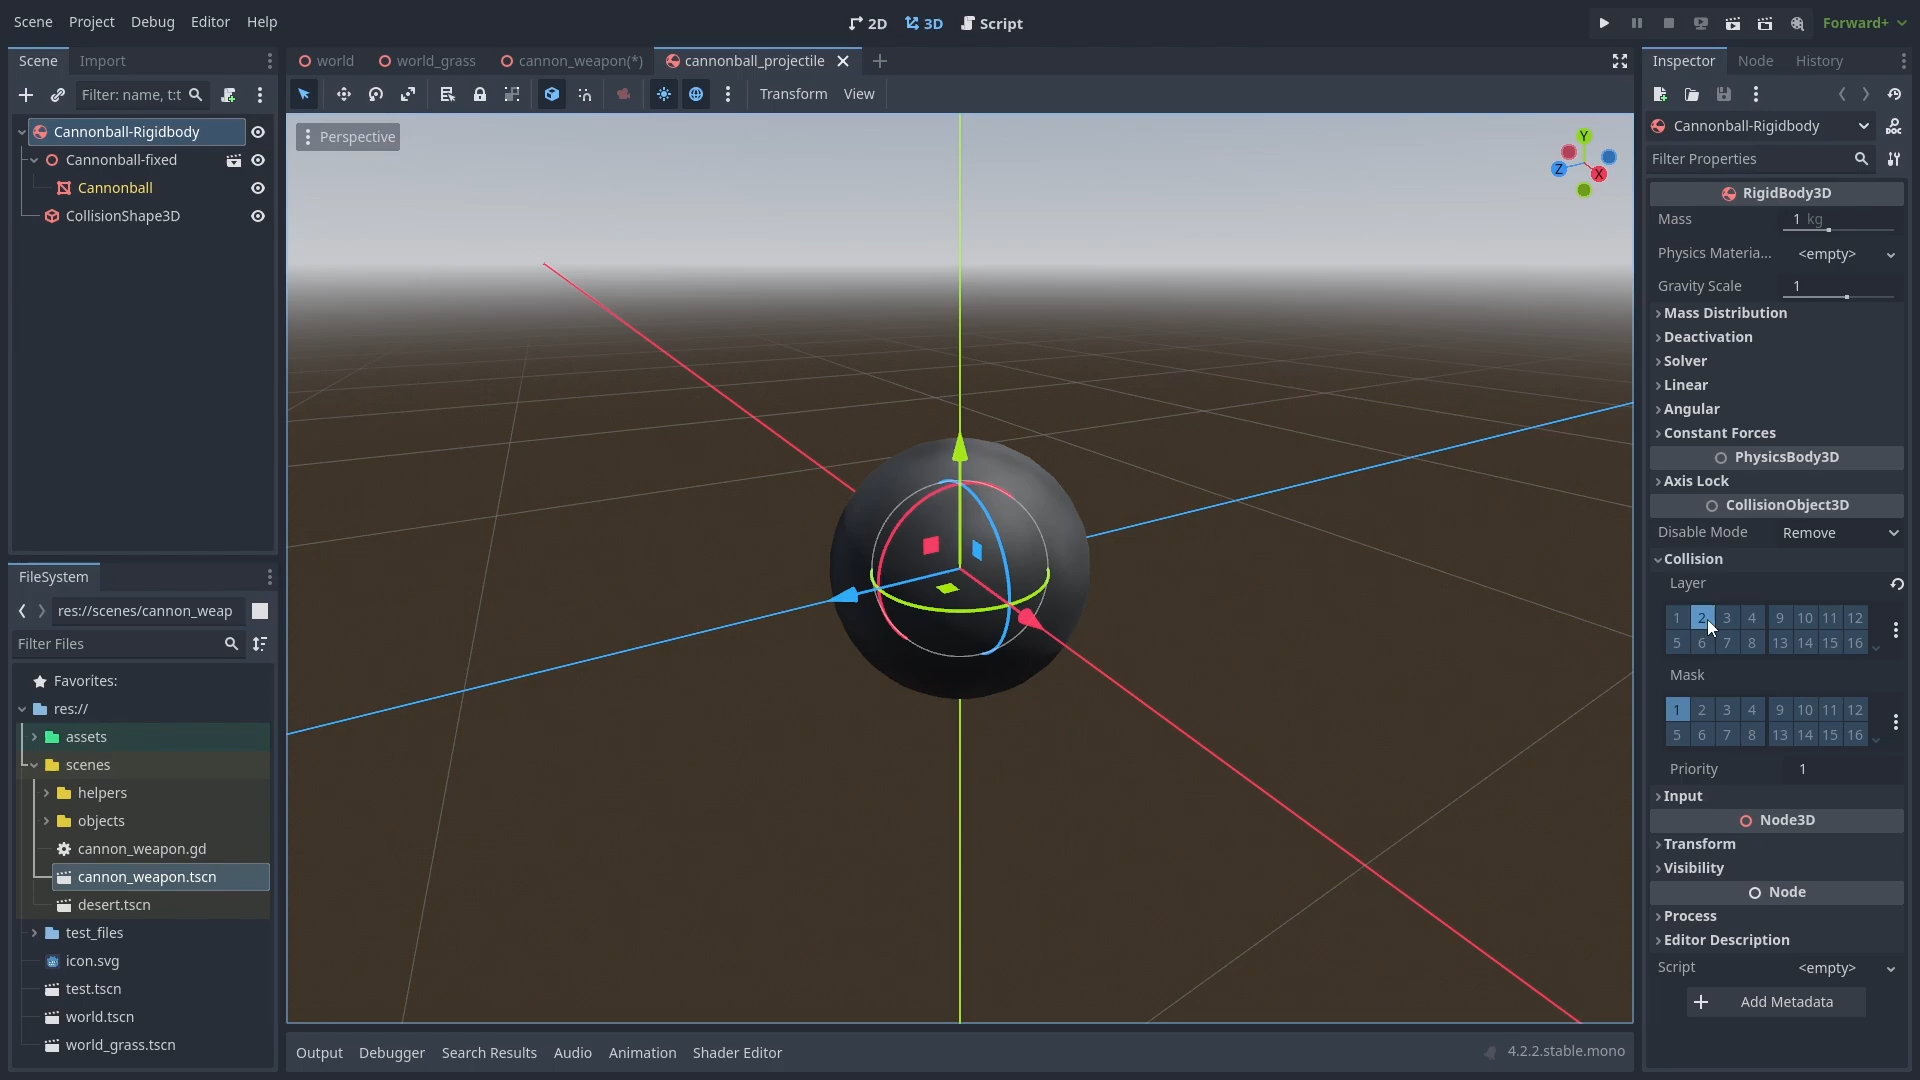 Scene Project Debug Editor Help
2D 3D Script
Forward+
Scene Import
Filter: name, t:t
Cannonball-Rigidbody
Cannonball-fixed
Cannonball
CollisionShape3D
FileSystem
res://scenes/cannon_weap
Filter Files
Favorites:
res://
assets
scenes
helpers
objects
cannon_weapon.gd
cannon_weapon.tscn
desert.tscn
test_files
icon.svg
test.tscn
world.tscn
world_grass.tscn
world world_grass cannon_weapon(*) cannonball_projectile
Transform View
Perspective
Y
Z X
Output Debugger Search Results Audio Animation Shader Editor 4.2.2.stable.mono
Inspector Node History
Cannonball-Rigidbody
DOC
Filter Properties
RigidBody3D
Mass 1 kg
Physics Materia... <empty>
Gravity Scale 1
Mass Distribution
Deactivation
Solver
Linear
Angular
Constant Forces
PhysicsBody3D
Axis Lock
CollisionObject3D
Disable Mode Remove
Collision
Layer
1 2 3 4 9 10 11 12
5 6 7 8 13 14 15 16
Mask
1 2 3 4 9 10 11 12
5 6 7 8 13 14 15 16
Priority 1
Input
Node3D
Transform
Visibility
Node
Process
Editor Description
Script <empty>
Add Metadata